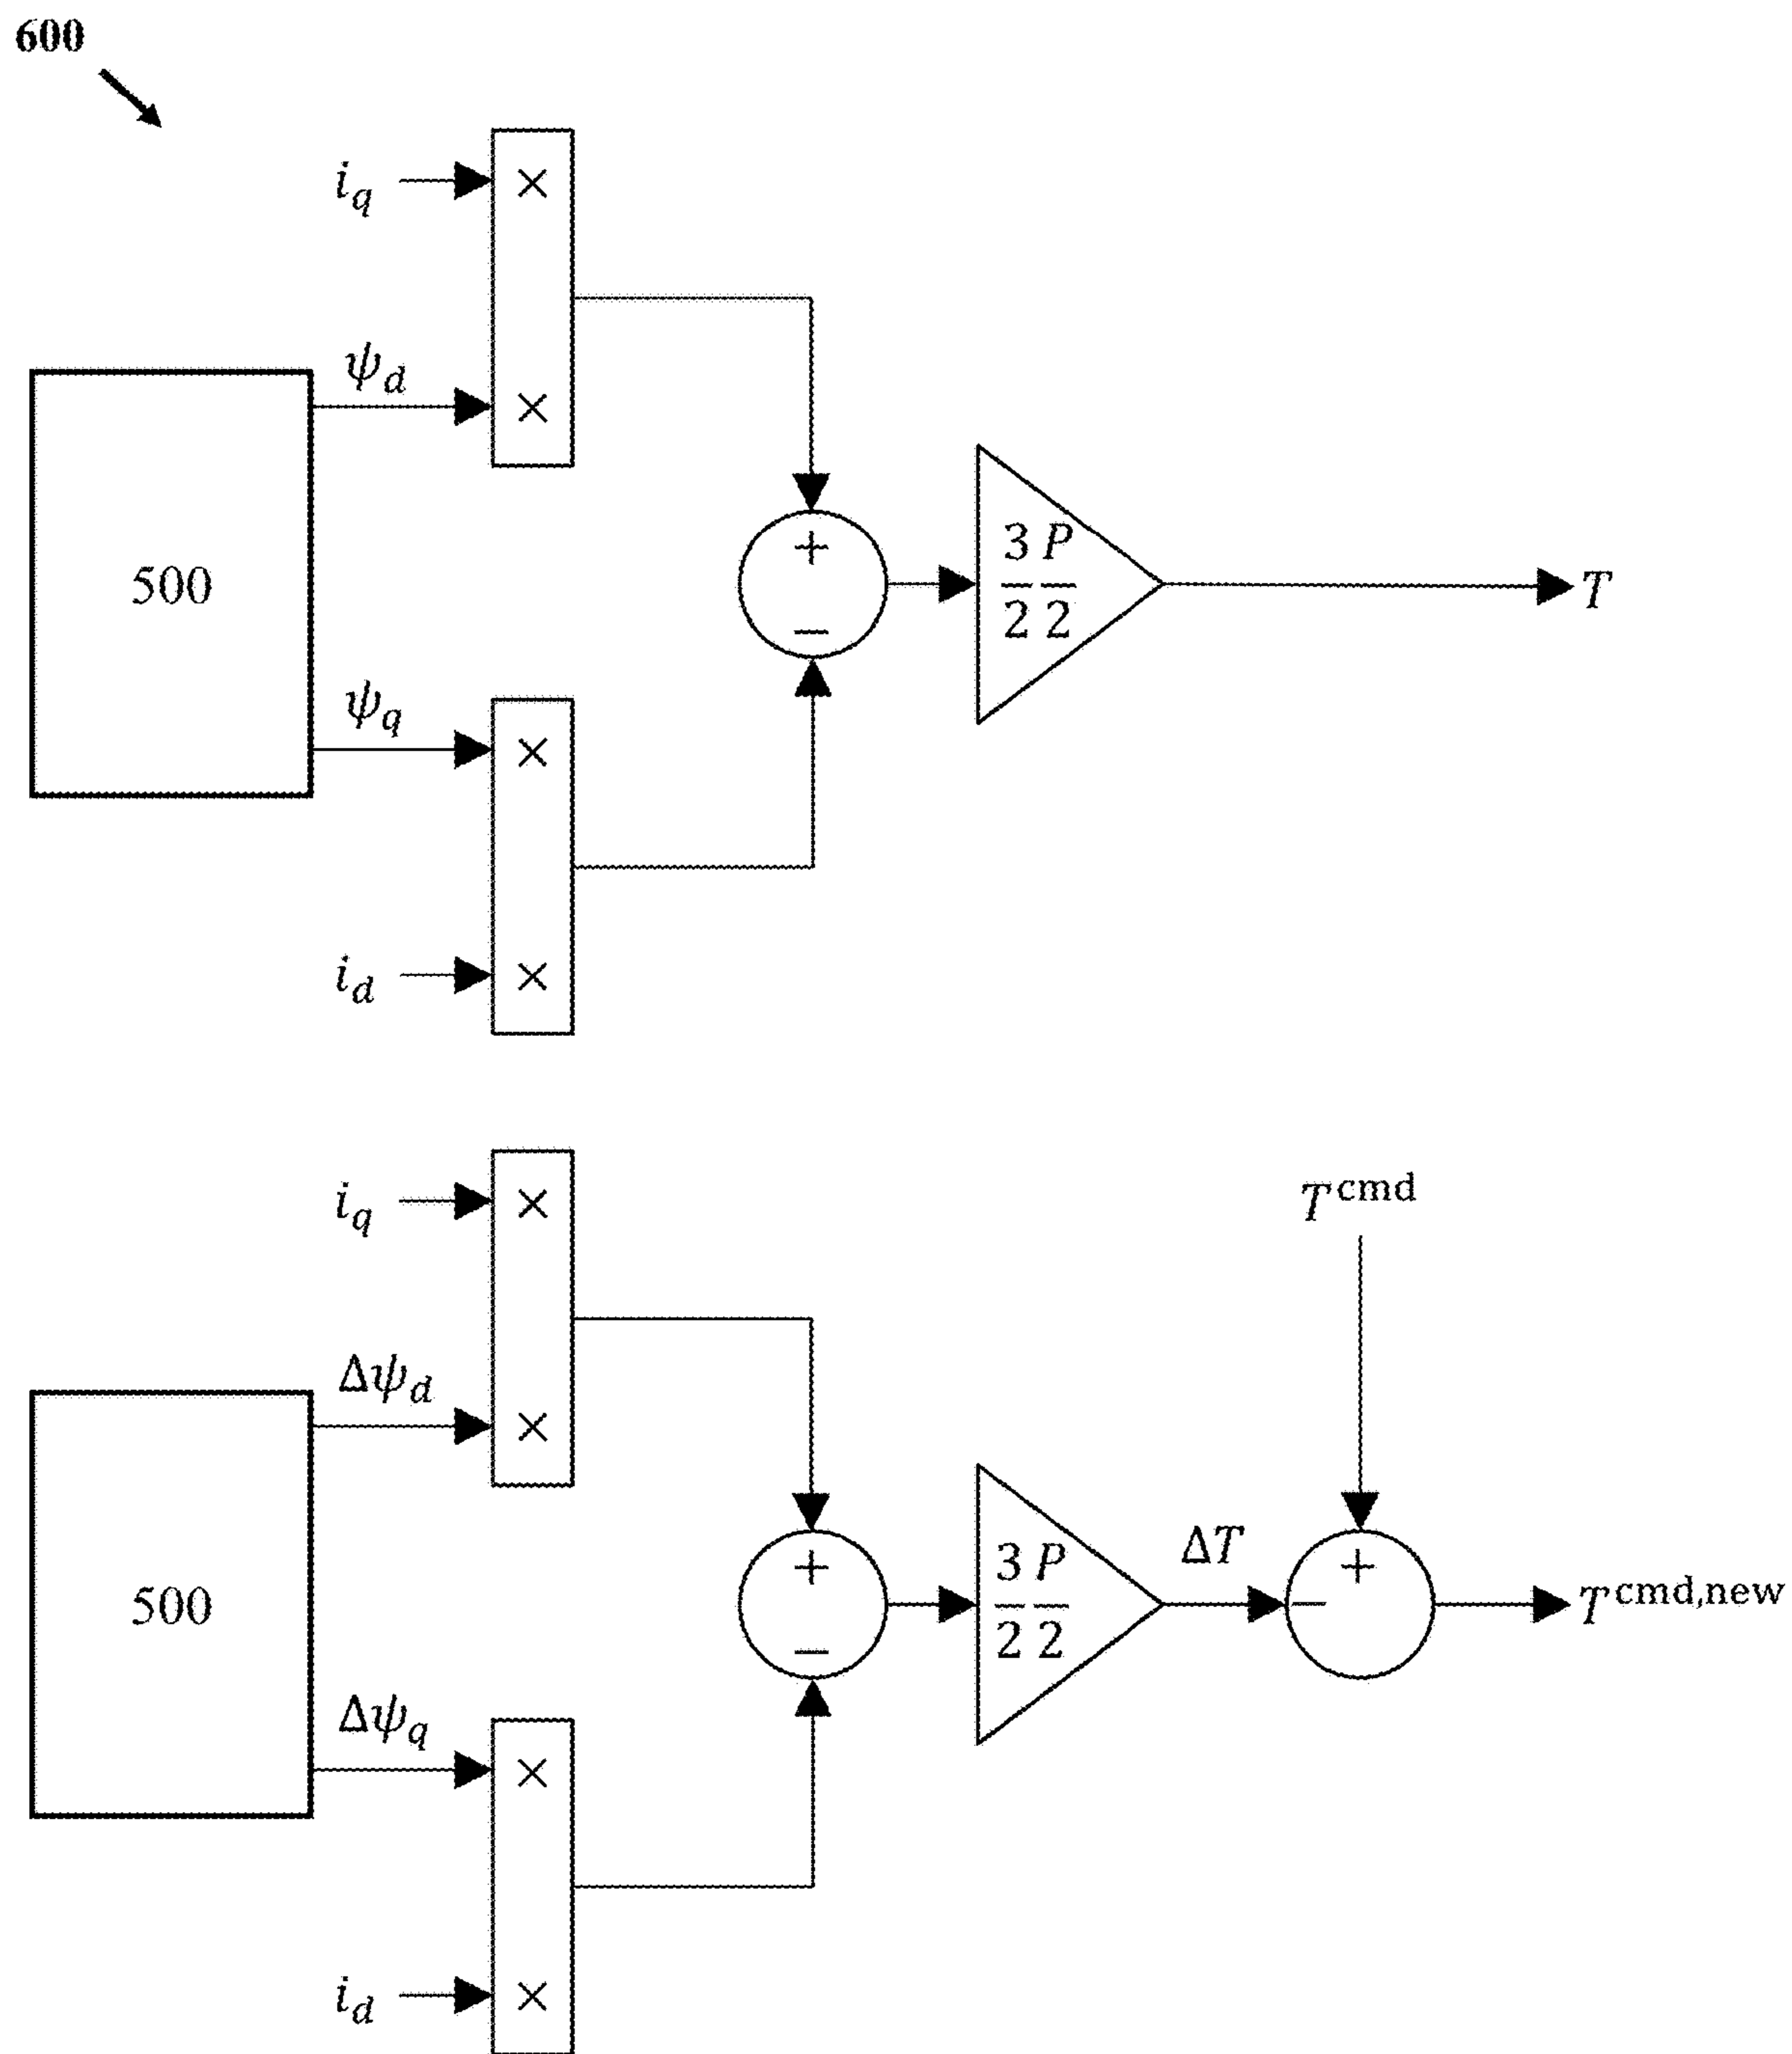 600
i_q
×
ψ_d
×
500
+
3/2 P/2
T
−
ψ_q
×
i_d
×
i_q
×
T^cmd
Δψ_d
×
500
+
3/2 P/2
ΔT
+
−
T^cmd,new
−
Δψ_q
×
i_d
×